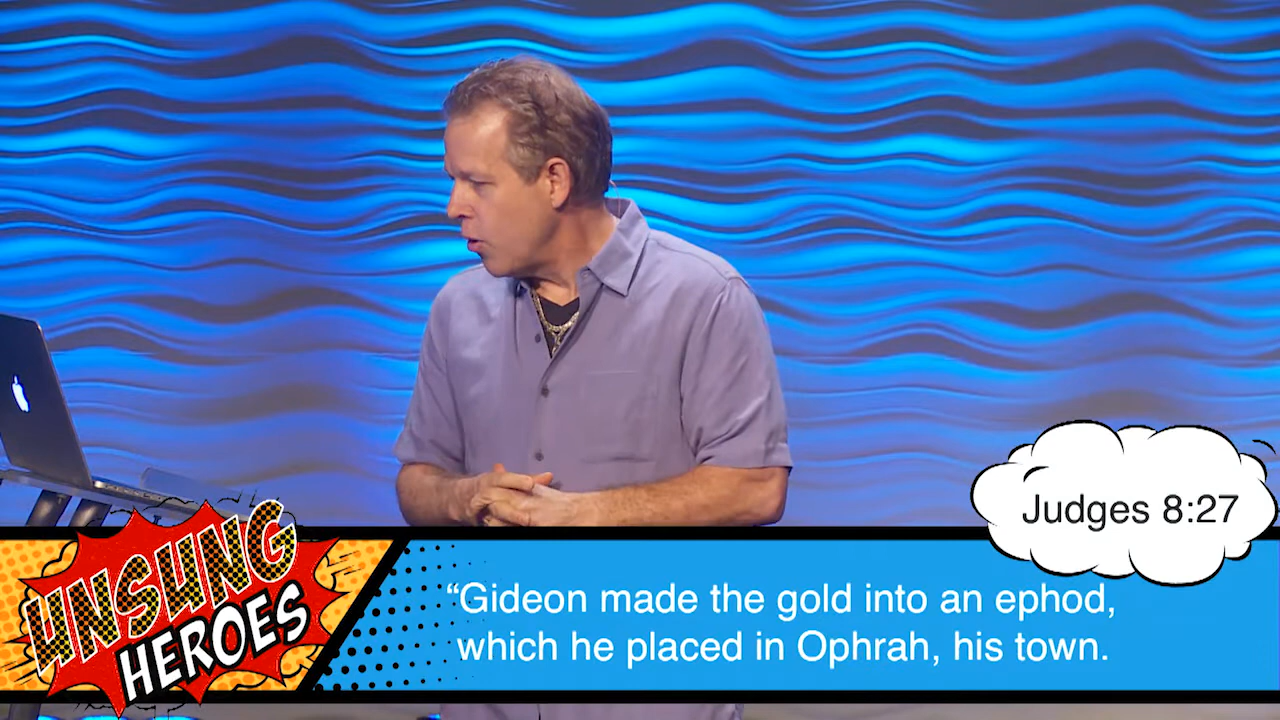 Judges 8:27
“Gideon made the gold into an ephod,
which he placed in Ophrah, his town.
UNSUNG
HEROES